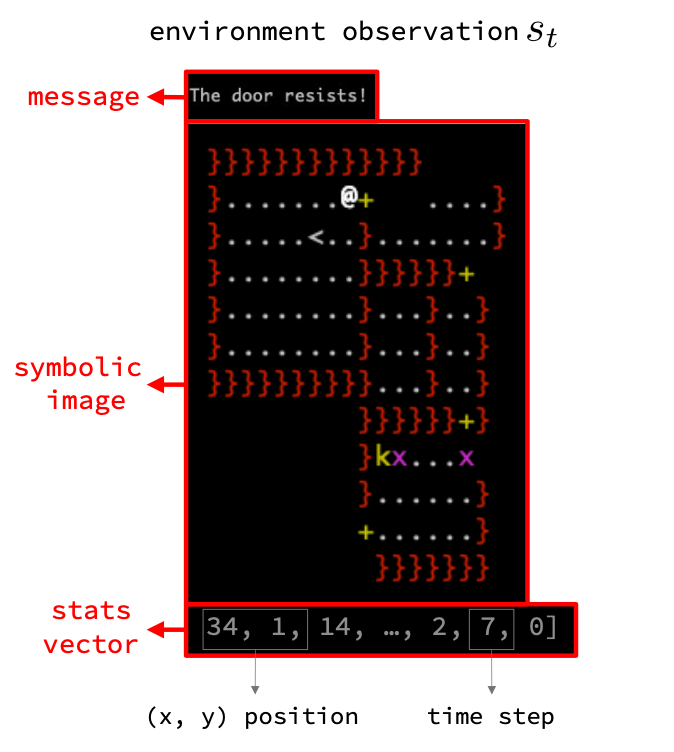 environment observation s_t
message
The door resists!
}}}}}}}}}}}}}
}.......@+   ....}
}.....<..}.......}
}........}}}}}}+
}........}...}..}
}........}...}..}
}}}}}}}}}}...}..}
}}}}}}+}
}kx...x
}......}
+......}
}}}}}}}
symbolic
image
stats
vector
34, 1, 14, …, 2, 7, 0]
(x, y) position
time step